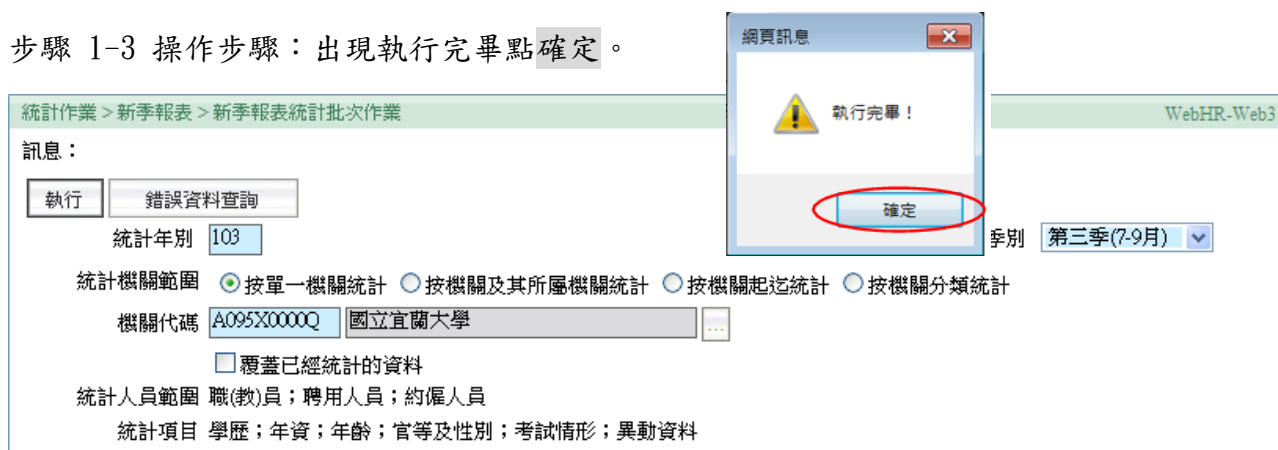 步驟 1-3 操作步驟：出現執行完畢點確定。
網頁訊息
執行完畢！
確定
統計作業 > 新季報表 > 新季報表統計批次作業 WebHR-Web3
訊息：
執行 錯誤資料查詢
統計年別 103 季別 第三季(7-9月)
統計機關範圍 按單一機關統計 按機關及其所屬機關統計 按機關起迄統計 按機關分類統計
機關代碼 A095X0000Q 國立宜蘭大學 ...
覆蓋已經統計的資料
統計人員範圍 職(教)員；聘用人員；約僱人員
統計項目 學歷；年資；年齡；官等及性別；考試情形；異動資料